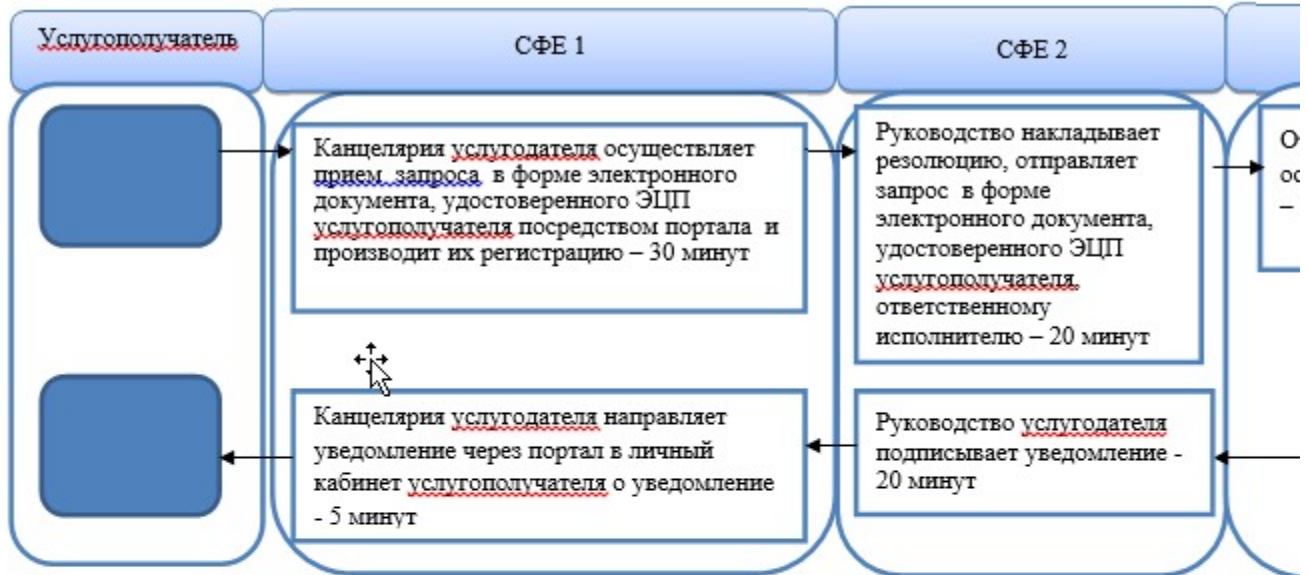 Услугополучатель
СФЕ 1
СФЕ 2
Канцелярия услугодателя осуществляет
прием запроса в форме электронного
документа, удостоверенного ЭЦП
услугополучателя посредством портала и
производит их регистрацию – 30 минут
Руководство накладывает
резолюцию, отправляет
запрос в форме
электронного документа,
удостоверенного ЭЦП
услугополучателя,
ответственному
исполнителю – 20 минут
Канцелярия услугодателя направляет
уведомление через портал в личный
кабинет услугополучателя о уведомление
- 5 минут
Руководство услугодателя
подписывает уведомление -
20 минут